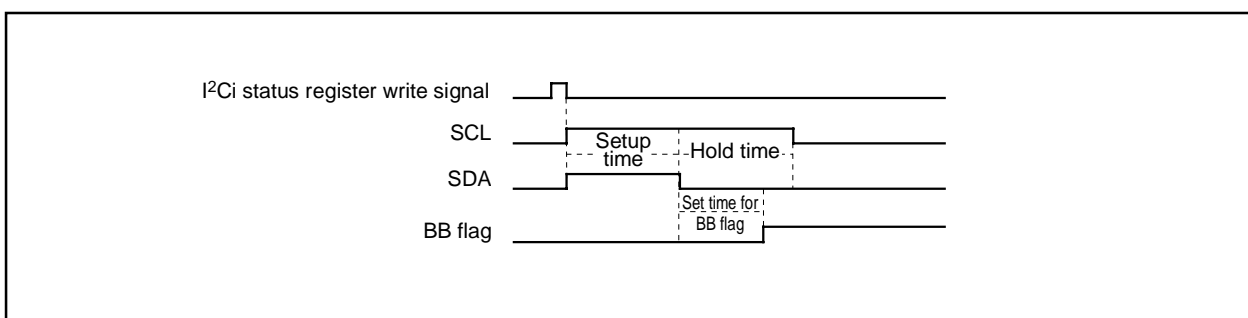 I²Ci status register write signal
SCL
Setup
time
Hold time
SDA
Set time for
BB flag
BB flag